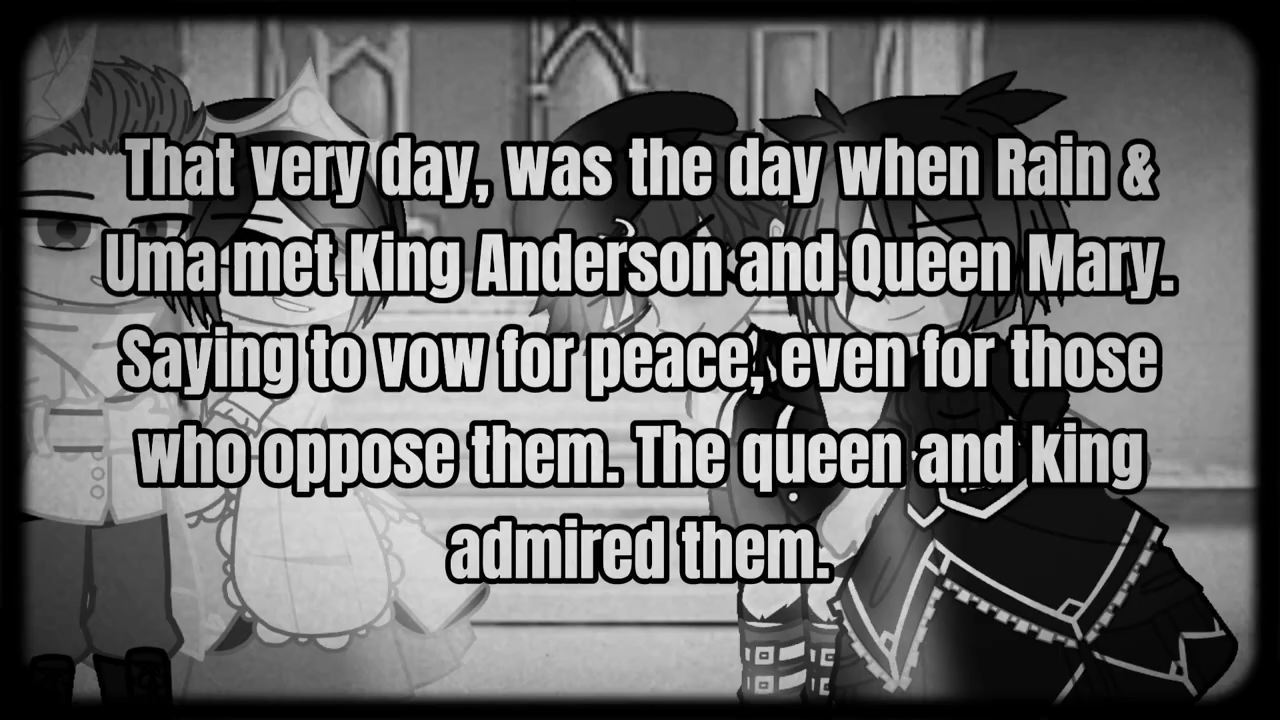 That very day, was the day when Rain &
Uma met King Anderson and Queen Mary.
Saying to vow for peace, even for those
who oppose them. The queen and king
admired them.